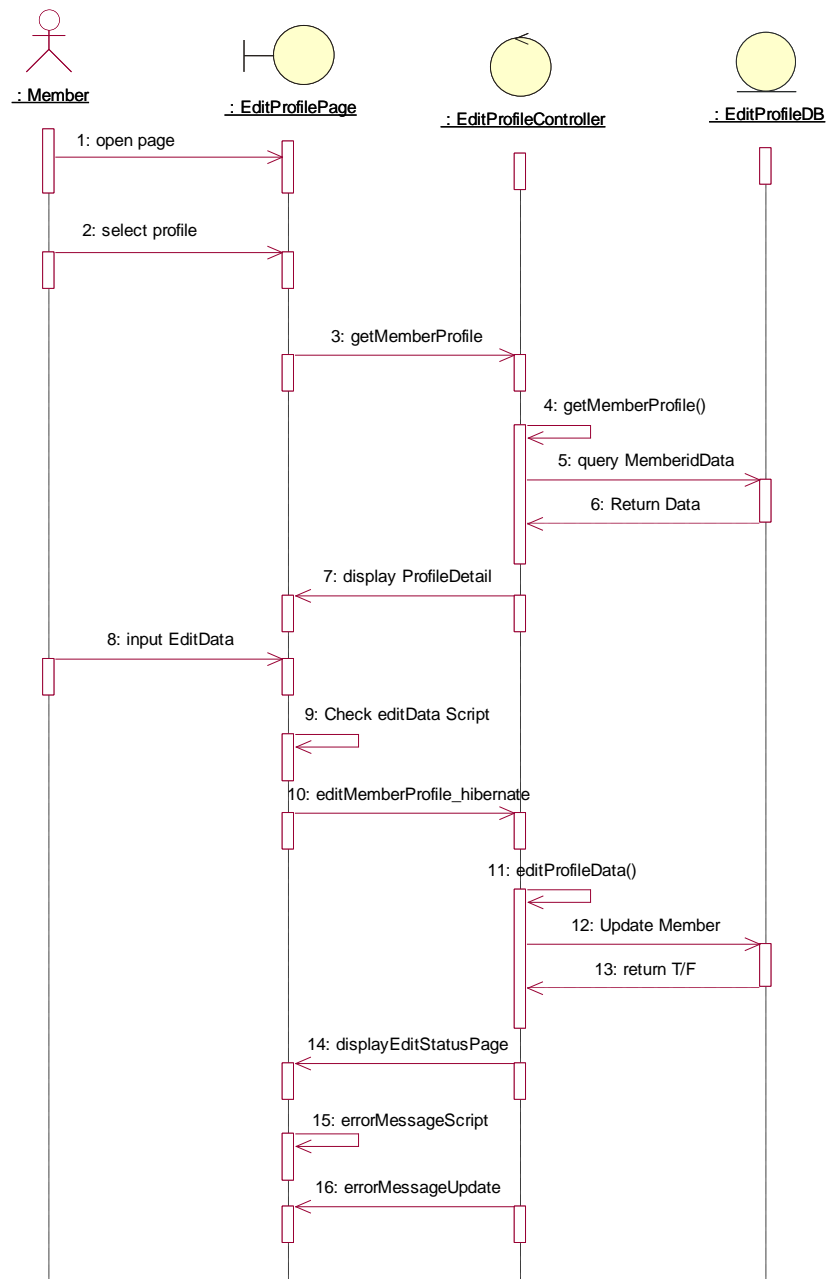 : Member
: EditProfilePage
: EditProfileController
: EditProfileDB
1: open page
2: select profile
3: getMemberProfile
4: getMemberProfile()
5: query MemberidData
6: Return Data
7: display ProfileDetail
8: input EditData
9: Check editData Script
10: editMemberProfile_hibernate
11: editProfileData()
12: Update Member
13: return T/F
14: displayEditStatusPage
15: errorMessageScript
16: errorMessageUpdate